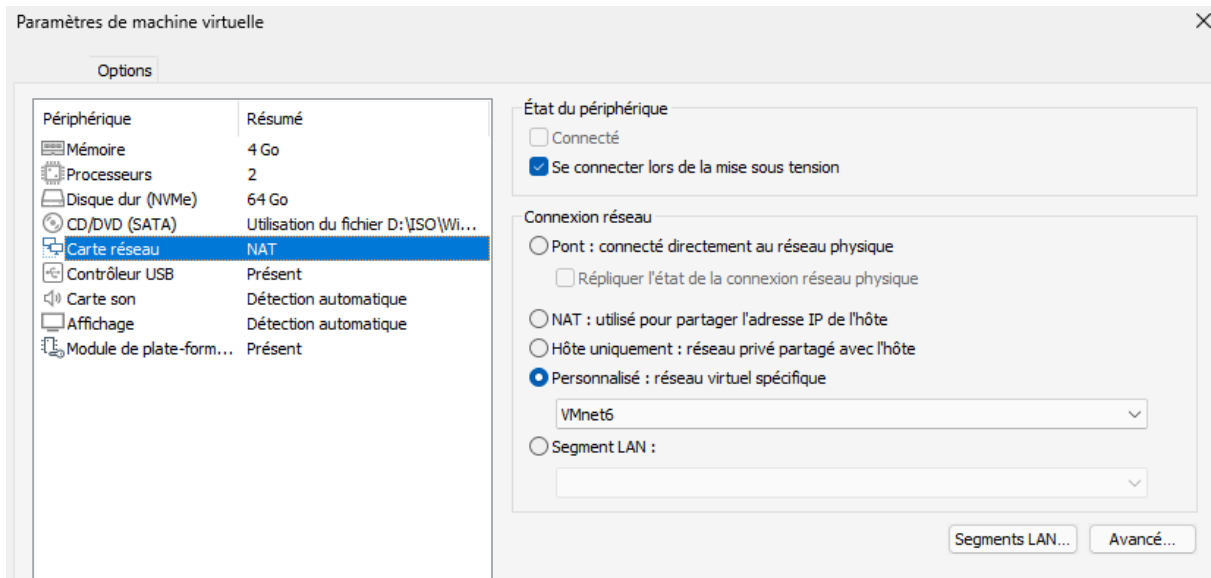 Paramètres de machine virtuelle
Options
Périphérique Résumé
Mémoire 4 Go
Processeurs 2
Disque dur (NVMe) 64 Go
CD/DVD (SATA) Utilisation du fichier D:\ISO\Wi...
Carte réseau NAT
Contrôleur USB Présent
Carte son Détection automatique
Affichage Détection automatique
Module de plate-form... Présent
État du périphérique
Connecté
Se connecter lors de la mise sous tension
Connexion réseau
Pont : connecté directement au réseau physique
Répliquer l'état de la connexion réseau physique
NAT : utilisé pour partager l'adresse IP de l'hôte
Hôte uniquement : réseau privé partagé avec l'hôte
Personnalisé : réseau virtuel spécifique
VMnet6
Segment LAN :
Segments LAN... Avancé...